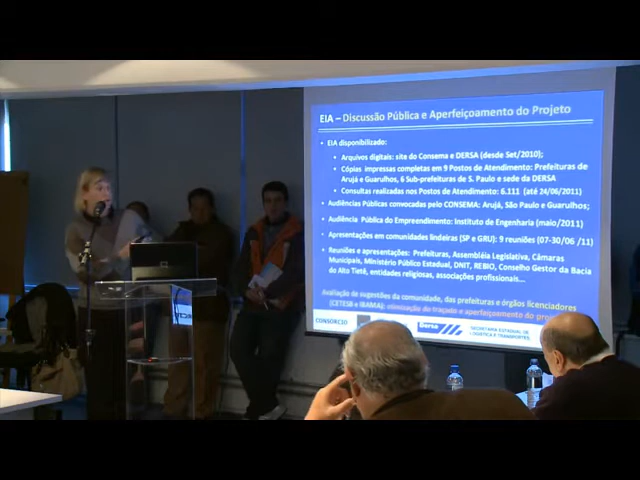 EIA – Discussão Pública e Aperfeiçoamento do Projeto
• EIA disponibilizado:
• Arquivos digitais: site do Consema e DERSA (desde Set/2010);
• Cópias impressas completas em 9 Postos de Atendimento: Prefeituras de
Arujá e Guarulhos, 6 Sub-prefeituras de S. Paulo e sede da DERSA
• Consultas realizadas nos Postos de Atendimento: 6.111 (até 24/06/2011)
• Audiências Públicas convocadas pelo CONSEMA: Arujá, São Paulo e Guarulhos;
• Audiência Pública do Empreendimento: Instituto de Engenharia (maio/2011)
• Apresentações em comunidades lindeiras (SP e GRU): 9 reuniões (07-30/06 /11)
• Reuniões e apresentações: Prefeituras, Assembléia Legislativa, Câmaras
Municipais, Ministério Público Estadual, DNIT, REBIO, Conselho Gestor da Bacia
do Alto Tietê, entidades religiosas, associações profissionais...
Avaliação de sugestões da comunidade, das prefeituras e órgãos licenciadores
(CETESB e IBAMA): otimização do traçado e aperfeiçoamento do
CONSÓRCIO
Dersa
SECRETARIA ESTADUAL DE
LOGÍSTICA E TRANSPORTES